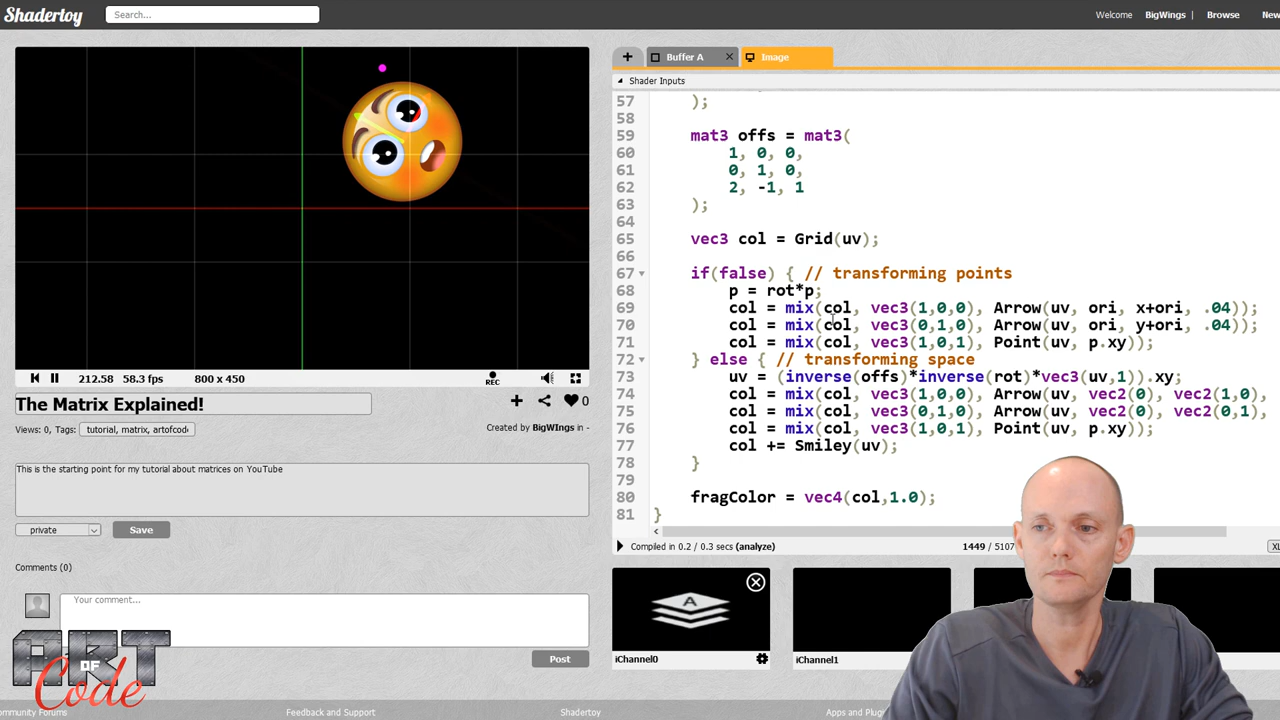 Shadertoy
Search...
Welcome BigWings | Browse New
+ Buffer A Image
Shader Inputs
57 );
58
59 mat3 offs = mat3(
60 1, 0, 0,
61 0, 1, 0,
62 2, -1, 1
63 );
64
65 vec3 col = Grid(uv);
66
67 if(false) { // transforming points
68 p = rot*p;
69 col = mix(col, vec3(1,0,0), Arrow(uv, ori, x+ori, .04));
70 col = mix(col, vec3(0,1,0), Arrow(uv, ori, y+ori, .04));
71 col = mix(col, vec3(1,0,1), Point(uv, p.xy));
72 } else { // transforming space
73 uv = (inverse(offs)*inverse(rot)*vec3(uv,1)).xy;
74 col = mix(col, vec3(1,0,0), Arrow(uv, vec2(0), vec2(1,0),
75 col = mix(col, vec3(0,1,0), Arrow(uv, vec2(0), vec2(0,1),
76 col = mix(col, vec3(1,0,1), Point(uv, p.xy));
77 col += Smiley(uv);
78 }
79
80 fragColor = vec4(col,1.0);
81 }
212.58 58.3 fps 800 x 450
REC
The Matrix Explained!
0
Views: 0, Tags: tutorial, matrix, artofcode
Created by BigWIngs in -
This is the starting point for my tutorial about matrices on YouTube
private Save
Compiled in 0.2 / 0.3 secs (analyze) 1449 / 5107
Comments (0)
Your comment...
Post
A
iChannel0
iChannel1
ART
OF
Code
ommunity Forums Feedback and Support Shadertoy Apps and Plug